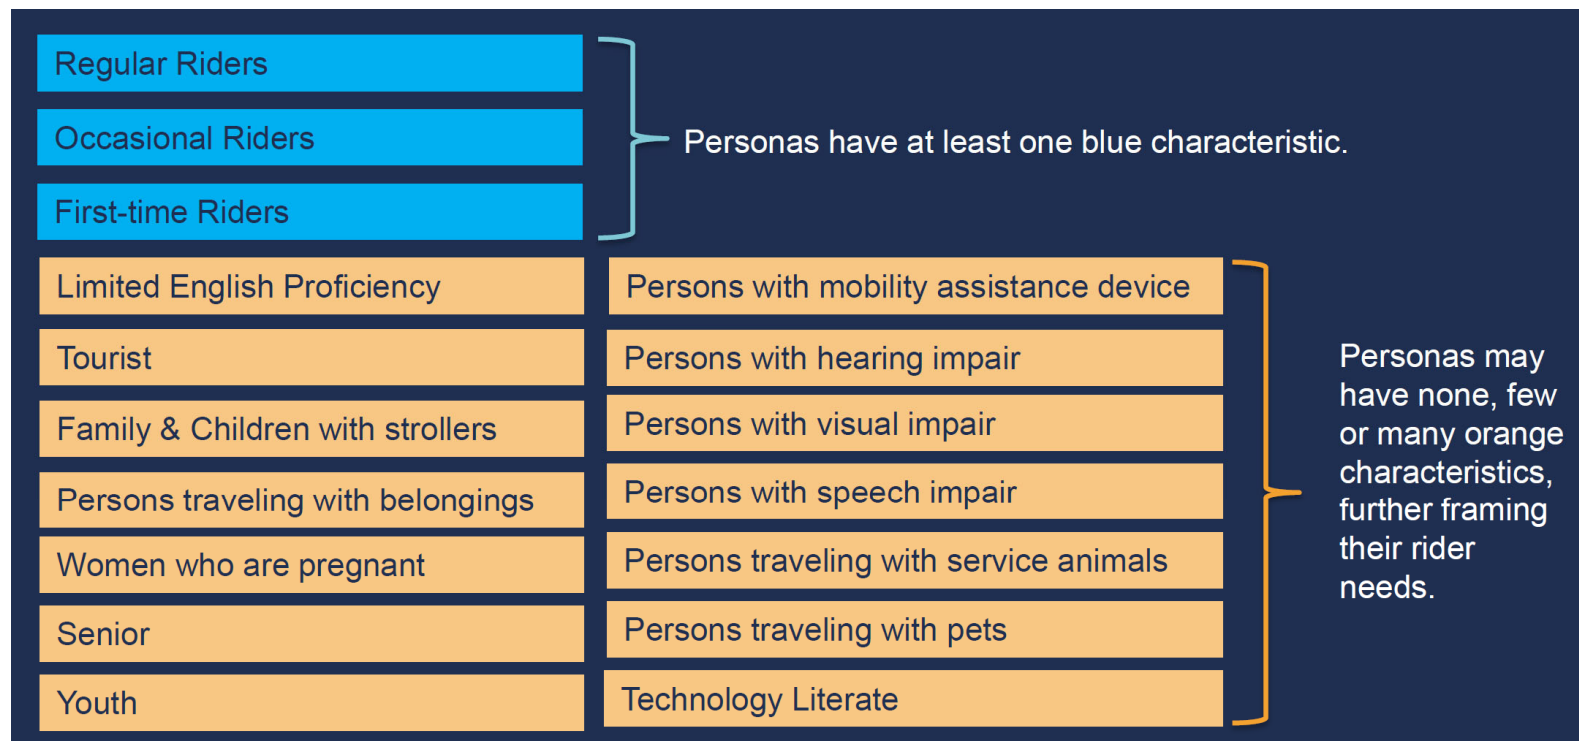 Regular Riders
Occasional Riders
First-time Riders
Personas have at least one blue characteristic.
Limited English Proficiency
Tourist
Family & Children with strollers
Persons traveling with belongings
Women who are pregnant
Senior
Youth
Persons with mobility assistance device
Persons with hearing impair
Persons with visual impair
Persons with speech impair
Persons traveling with service animals
Persons traveling with pets
Technology Literate
Personas may
have none, few
or many orange
characteristics,
further framing
their rider
needs.